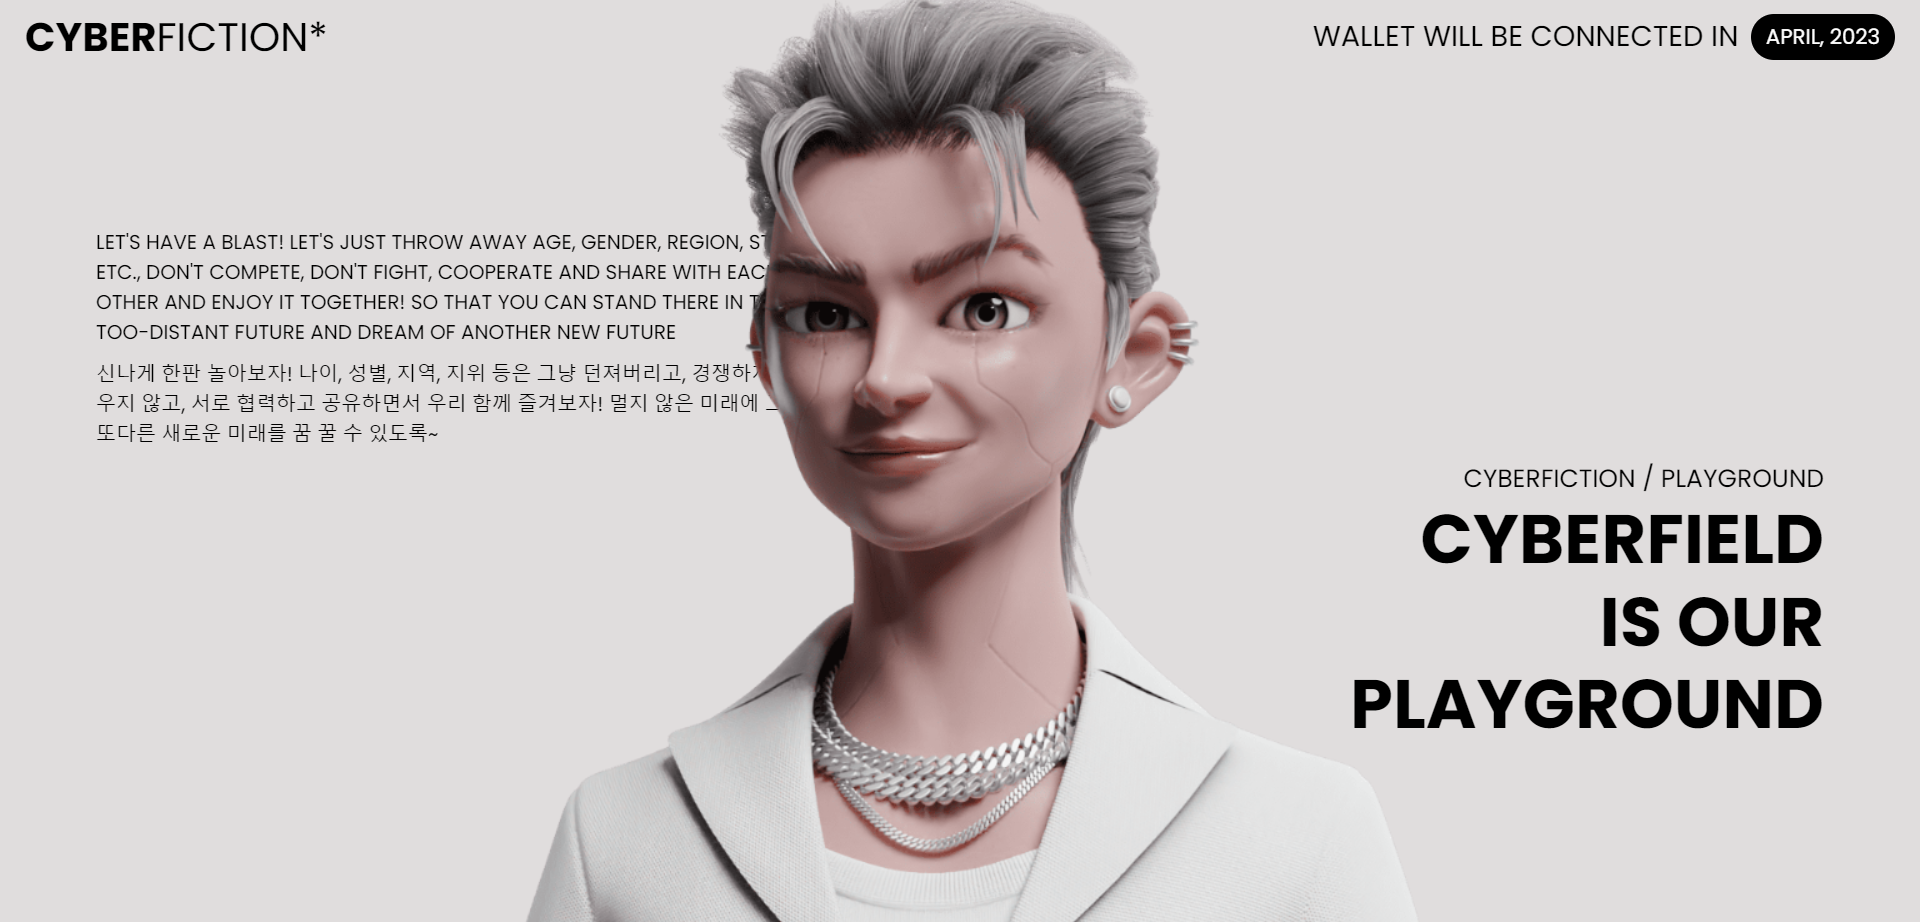 CYBERFICTION*
WALLET WILL BE CONNECTED IN APRIL, 2023
LET'S HAVE A BLAST! LET'S JUST THROW AWAY AGE, GENDER, REGION,
ETC., DON'T COMPETE, DON'T FIGHT, COOPERATE AND SHARE WITH
OTHER AND ENJOY IT TOGETHER! SO THAT YOU CAN STAND THERE IN
TOO-DISTANT FUTURE AND DREAM OF ANOTHER NEW FUTURE
신나게 한판 놀아보자! 나이, 성별, 지역, 지위 등은 그냥 던져버리고,
우지 않고, 서로 협력하고 공유하면서 우리 함께 즐겨보자! 멀지 않은 미래에
또다른 새로운 미래를 꿈 꿀 수 있도록~
CYBERFICTION / PLAYGROUND
CYBERFIELD
IS OUR
PLAYGROUND